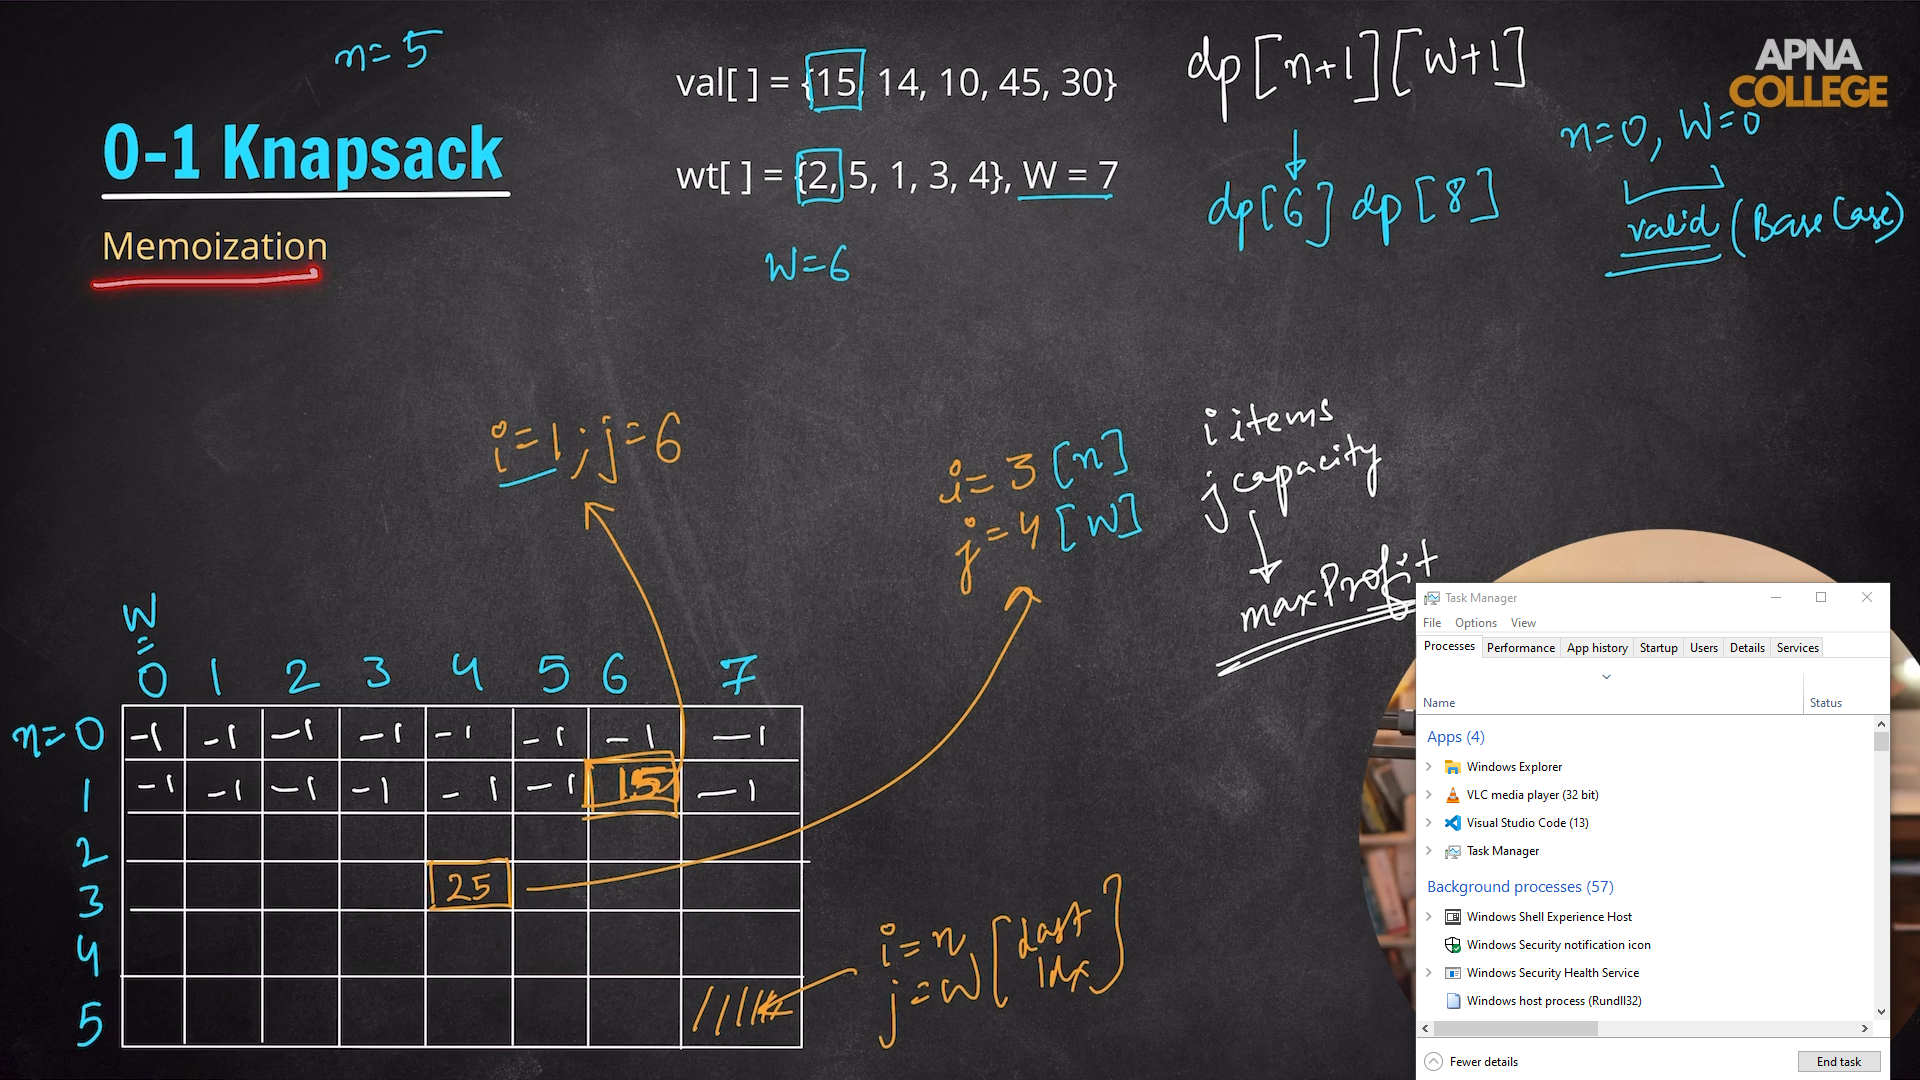 n=5
val[ ] = {15, 14, 10, 45, 30}
dp[n+1][W+1]
APNA
COLLEGE
0-1 Knapsack
wt[ ] = {2, 5, 1, 3, 4}, W = 7
dp[6] dp[8]
n=0, W=0
valid (Base Case)
Memoization
W=6
i=1; j=6
i=3 [n]
j=4 [W]
i items
j capacity
maxProfit
W
=
0 1 2 3 4 5 6 7
n=0 -1 -1 -1 -1 -1 -1 -1 -1
1 -1 -1 -1 -1 -1 -1 15 -1
2
3 25
4
5
i=n
j=W [last
idx]
Task Manager
File Options View
Processes Performance App history Startup Users Details Services
Name Status
Apps (4)
Windows Explorer
VLC media player (32 bit)
Visual Studio Code (13)
Task Manager
Background processes (57)
Windows Shell Experience Host
Windows Security notification icon
Windows Security Health Service
Windows host process (Rundll32)
Fewer details End task